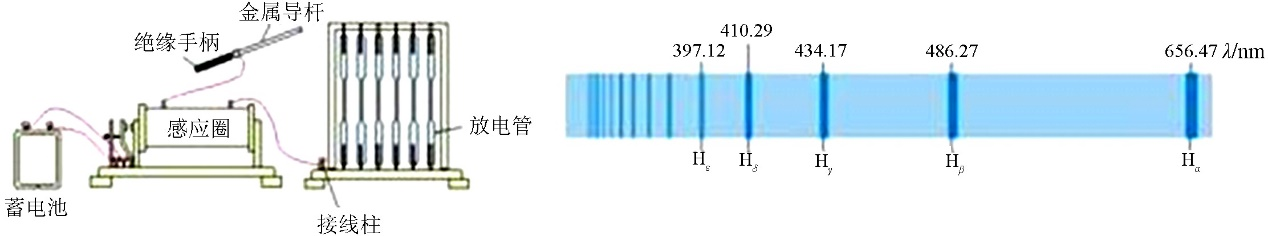 金属导杆
绝缘手柄
感应圈
放电管
蓄电池
接线柱
397.12 410.29 434.17 486.27 656.47 λ/nm
Hε Hδ Hγ Hβ Hα